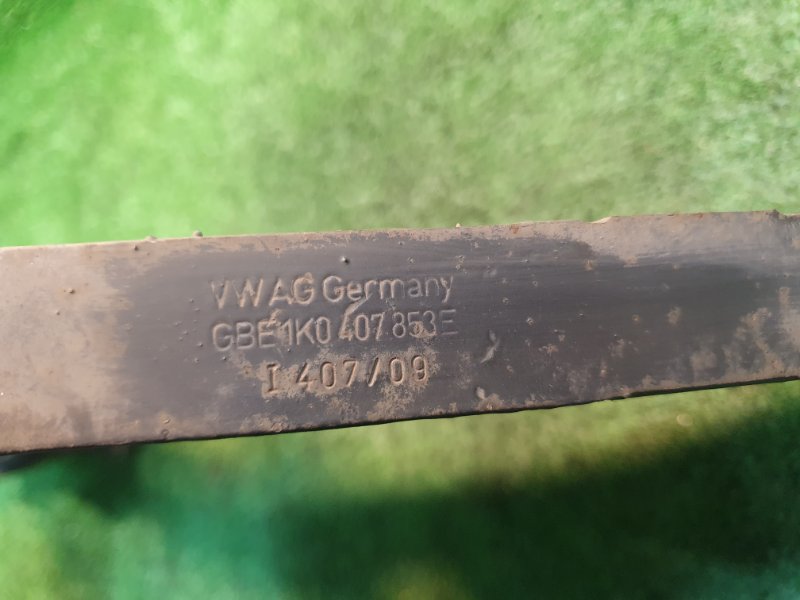 VW AG Germany
GBE 1K0 407 853E
I 407/09